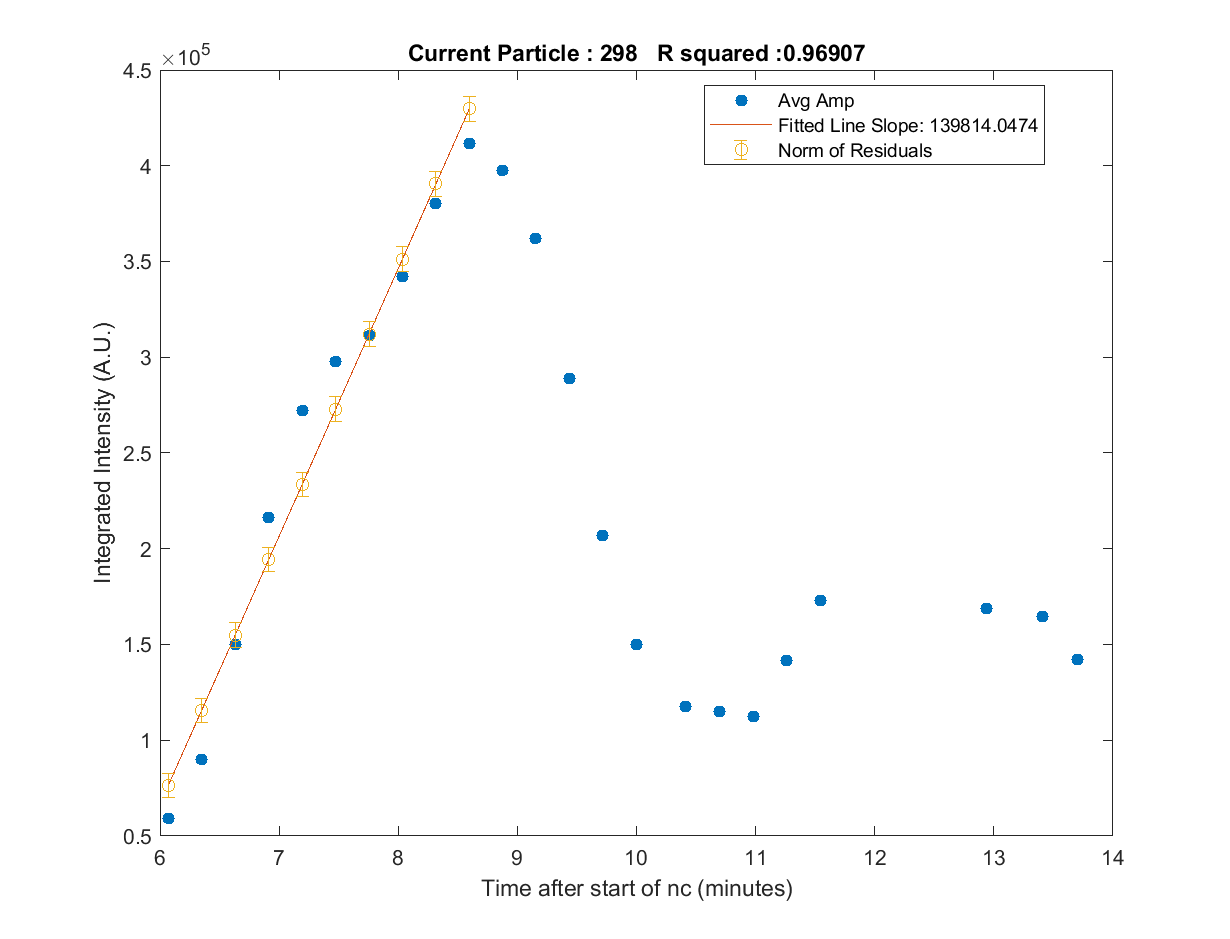 ×10⁵
Current Particle : 298 R squared :0.96907
Avg Amp
Fitted Line Slope: 139814.0474
Norm of Residuals
Integrated Intensity (A.U.)
4.5
4
3.5
3
2.5
2
1.5
1
0.5
6 7 8 9 10 11 12 13 14
Time after start of nc (minutes)